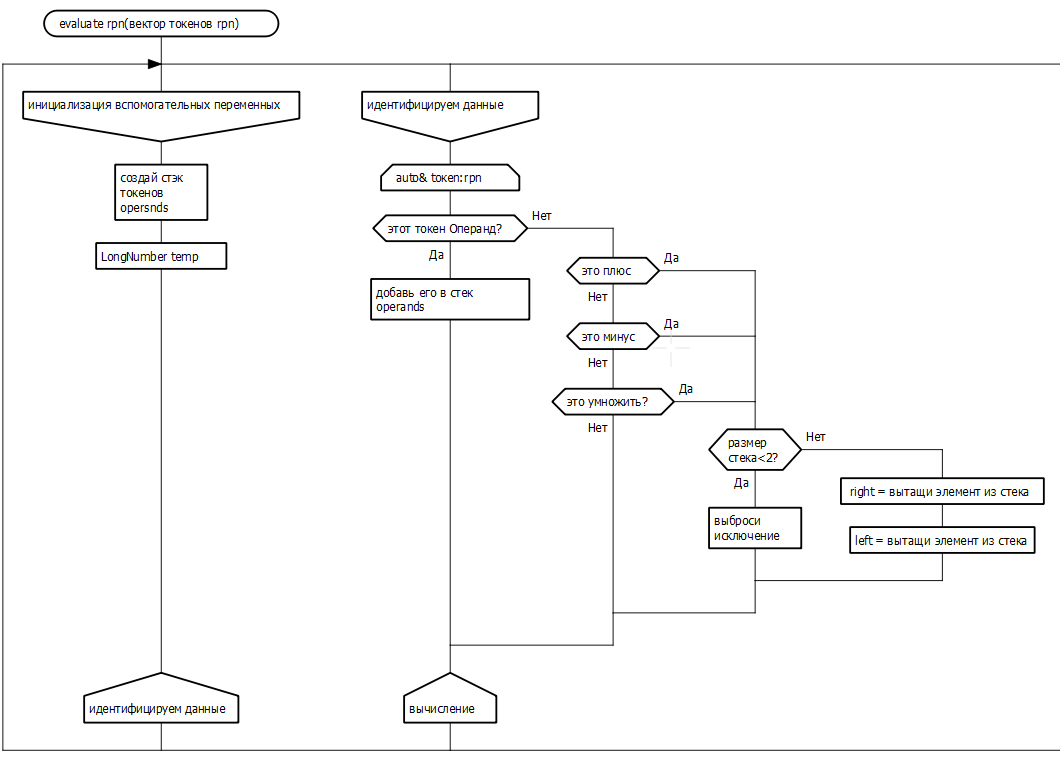 evaluate rpn(вектор токенов rpn)
инициализация вспомогательных переменных
создай стэк
токенов
opersnds
LongNumber temp
идентифицируем данные
идентифицируем данные
auto& token:rpn
этот токен Операнд?
Нет
Да
добавь его в стек
operands
это плюс
Да
Нет
это минус
Да
Нет
это умножить?
Да
Нет
размер
стека<2?
Нет
Да
выброси
исключение
right = вытащи элемент из стека
left = вытащи элемент из стека
вычисление